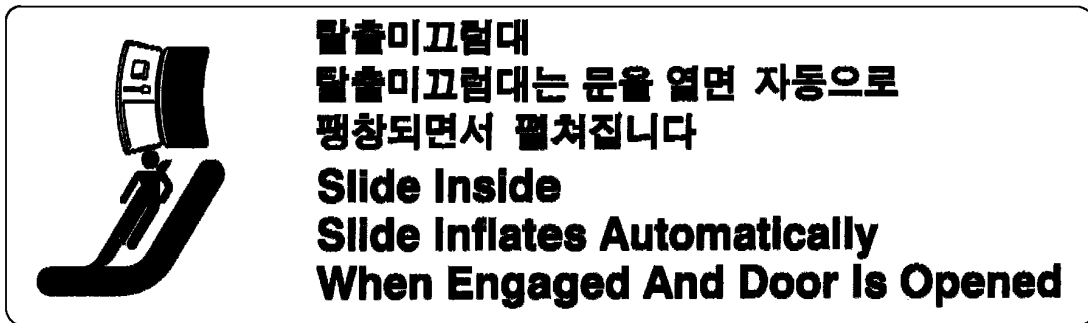 탈출미끄럼대
탈출미끄럼대는 문을 열면 자동으로
팽창되면서 펼쳐집니다
Slide Inside
Slide Inflates Automatically
When Engaged And Door Is Opened